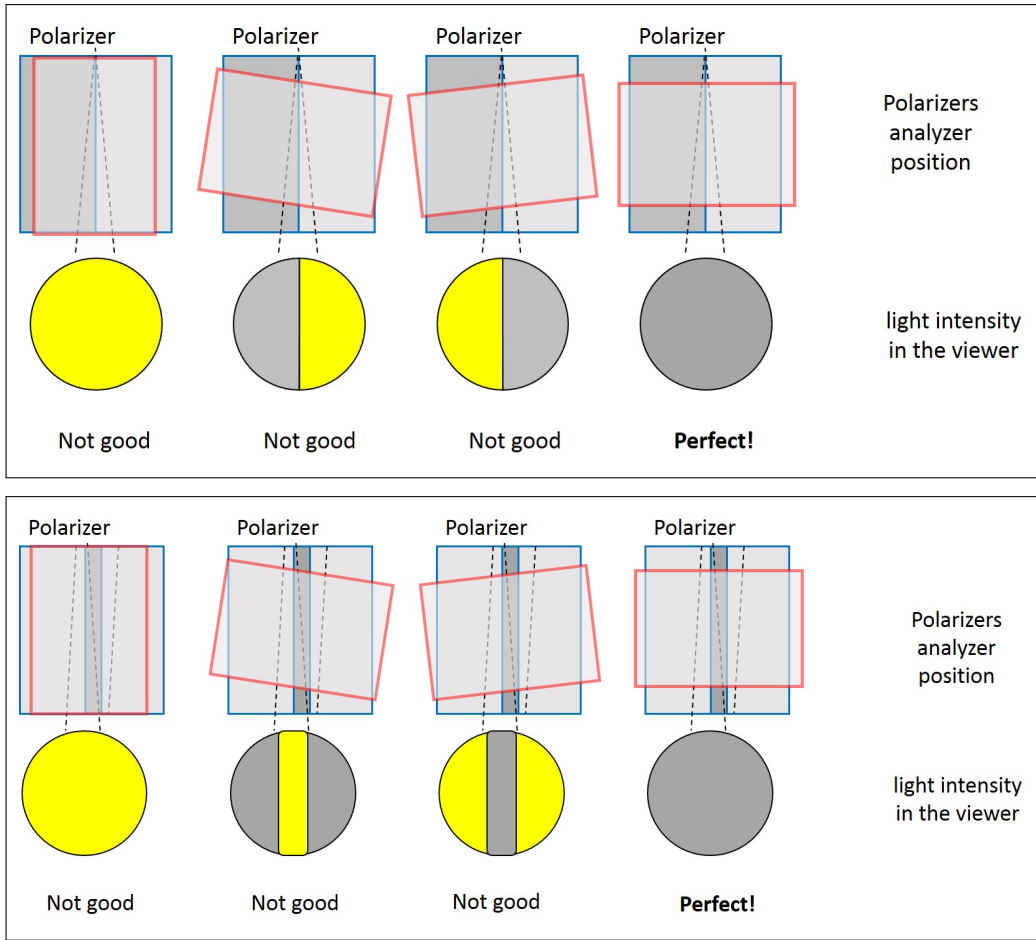 Polarizer
Polarizer
Polarizer
Polarizer
Polarizers
analyzer
position
light intensity
in the viewer
Not good
Not good
Not good
Perfect!
Polarizer
Polarizer
Polarizer
Polarizer
Polarizers
analyzer
position
light intensity
in the viewer
Not good
Not good
Not good
Perfect!